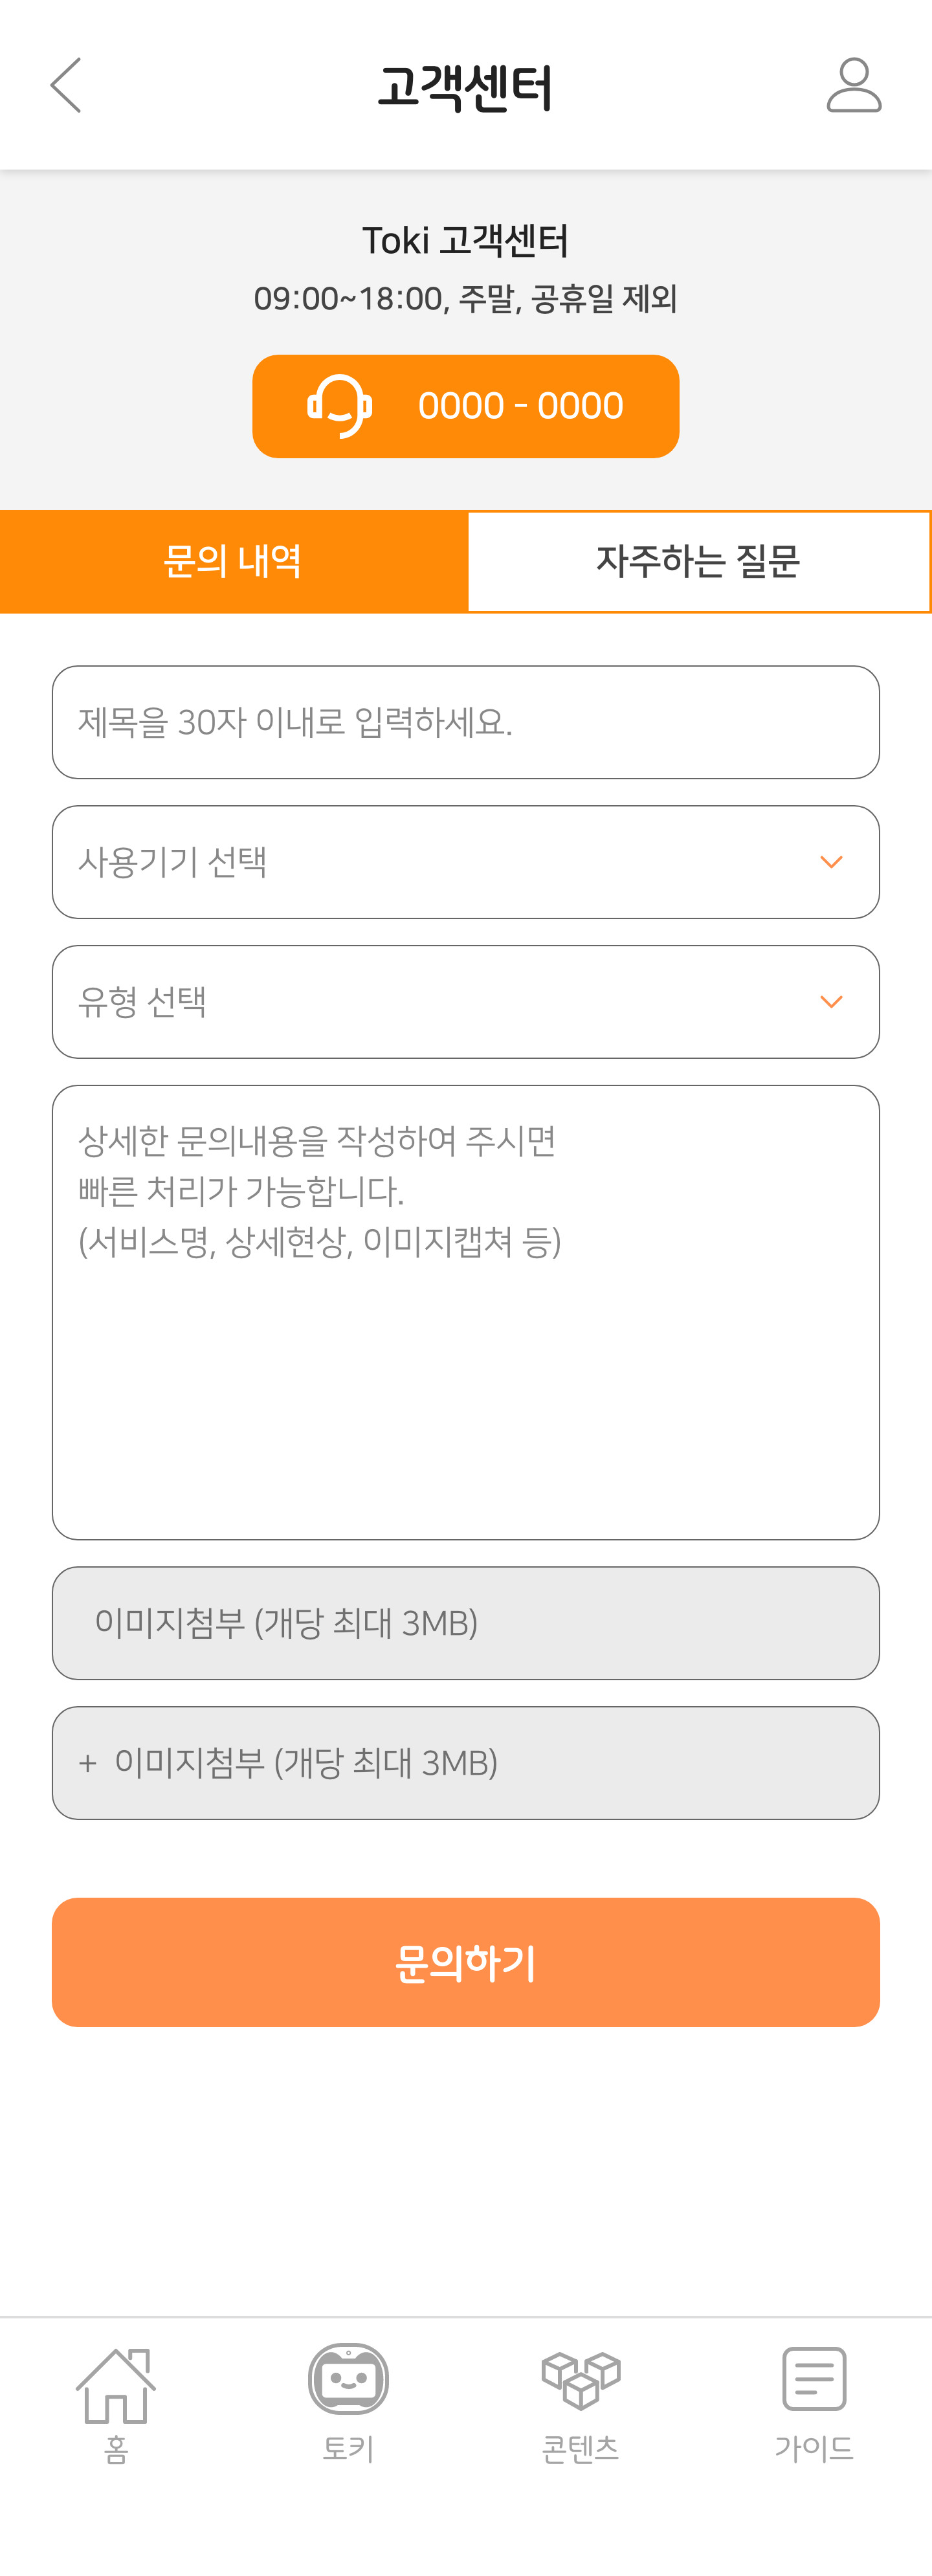 고객센터
Toki 고객센터
09:00~18:00, 주말, 공휴일 제외
0000 - 0000
문의 내역
자주하는 질문
제목을 30자 이내로 입력하세요.
사용기기 선택
유형 선택
상세한 문의내용을 작성하여 주시면
빠른 처리가 가능합니다.
(서비스명, 상세현상, 이미지캡쳐 등)
이미지첨부 (개당 최대 3MB)
+ 이미지첨부 (개당 최대 3MB)
문의하기
홈
토키
콘텐츠
가이드